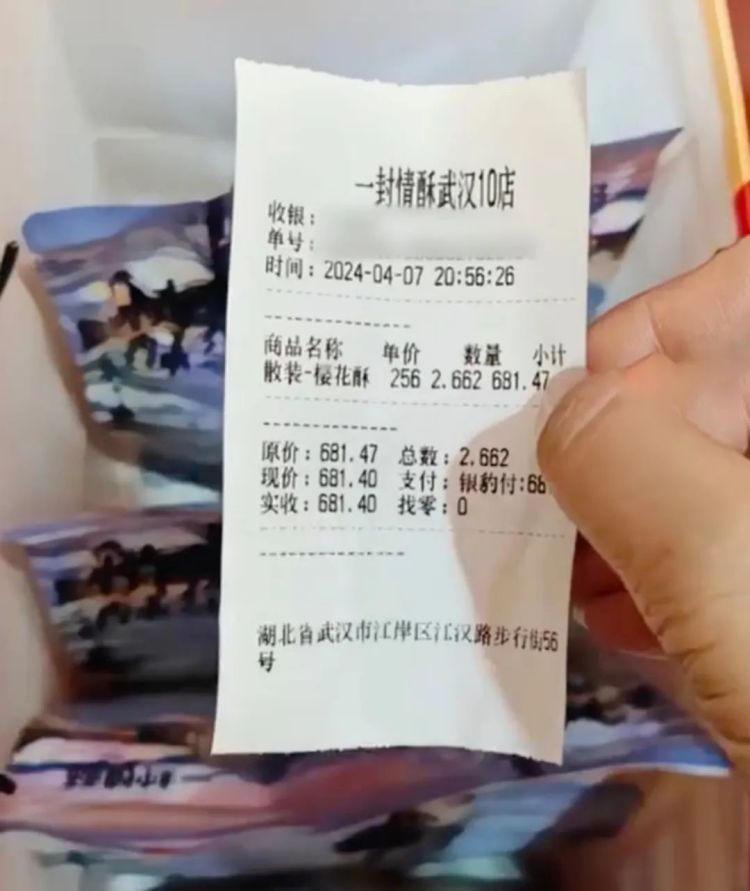 一封情酥武汉10店
收银：
单号：
时间：2024-04-07 20:56:26
商品名称 单价 数量 小计
散装-樱花酥 256 2.662 681.47
原价：681.47 总数：2.662
现价：681.40 支付：银豹付:68
实收：681.40 找零：0
湖北省武汉市江岸区江汉路步行街56
号